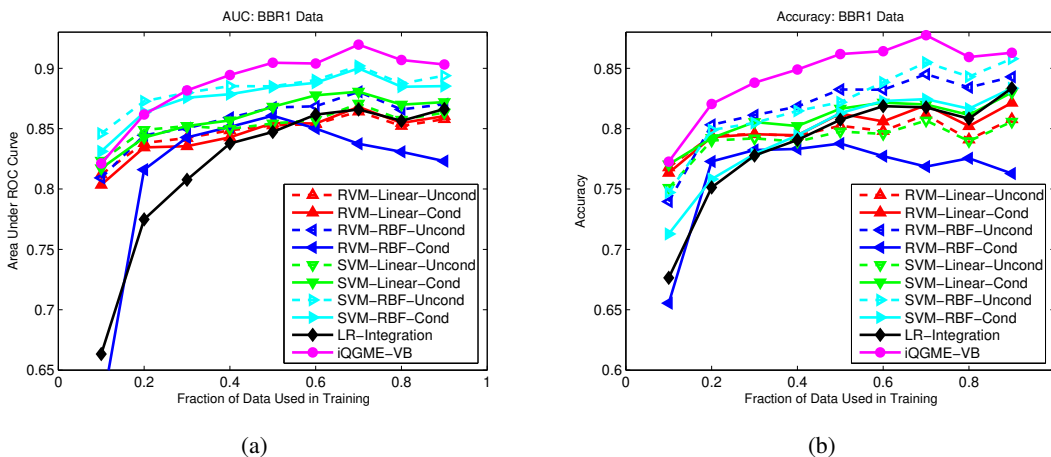 AUC: BBR1 Data
0.9
0.85
0.8
0.75
0.7
0.65
Area Under ROC Curve
0
0.2
0.4
0.6
0.8
1
Fraction of Data Used in Training
RVM−Linear−Uncond
RVM−Linear−Cond
RVM−RBF−Uncond
RVM−RBF−Cond
SVM−Linear−Uncond
SVM−Linear−Cond
SVM−RBF−Uncond
SVM−RBF−Cond
LR−Integration
iQGME−VB
(a)
Accuracy: BBR1 Data
0.85
0.8
0.75
0.7
0.65
0.6
Accuracy
0
0.2
0.4
0.6
0.8
1
Fraction of Data Used in Training
RVM−Linear−Uncond
RVM−Linear−Cond
RVM−RBF−Uncond
RVM−RBF−Cond
SVM−Linear−Uncond
SVM−Linear−Cond
SVM−RBF−Uncond
SVM−RBF−Cond
LR−Integration
iQGME−VB
(b)